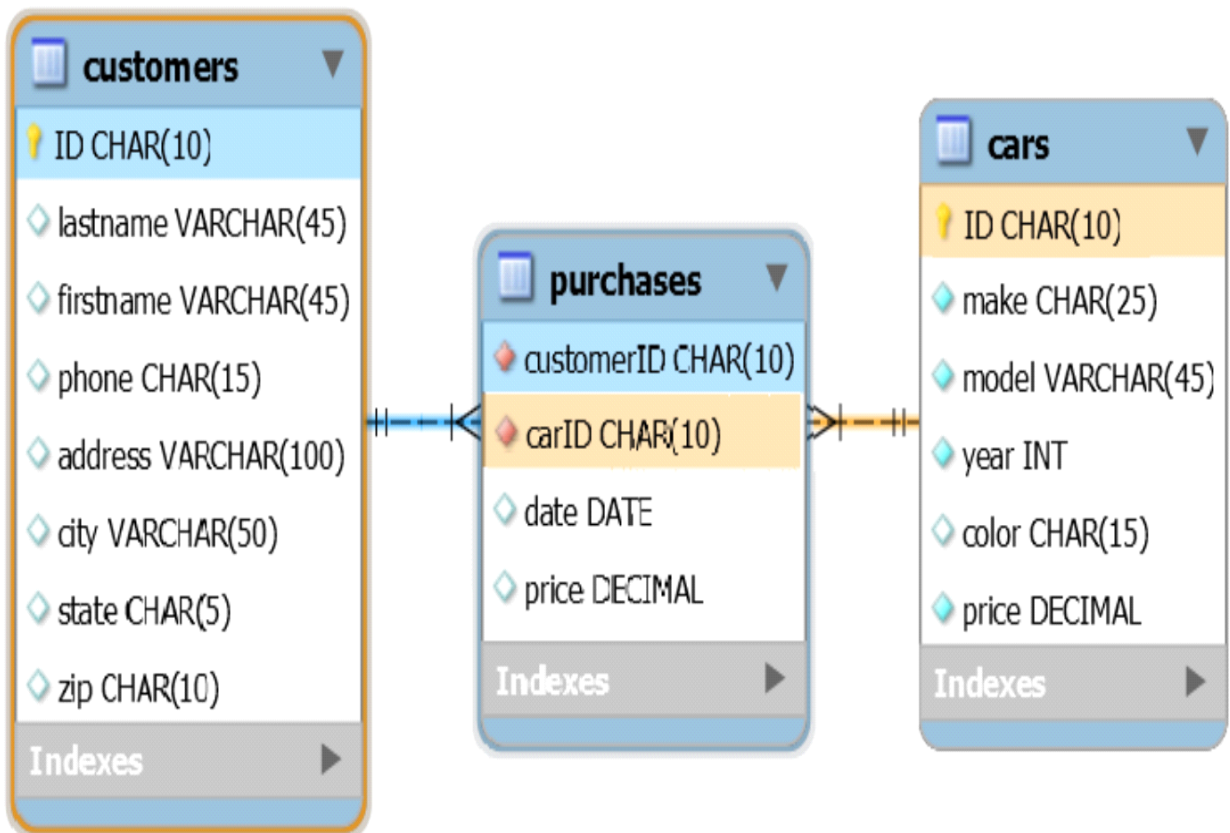 customers
ID CHAR(10)
lastname VARCHAR(45)
firstname VARCHAR(45)
phone CHAR(15)
address VARCHAR(100)
city VARCHAR(50)
state CHAR(5)
zip CHAR(10)
Indexes
purchases
customerID CHAR(10)
carID CHAR(10)
date DATE
price DECIMAL
Indexes
cars
ID CHAR(10)
make CHAR(25)
model VARCHAR(45)
year INT
color CHAR(15)
price DECIMAL
Indexes